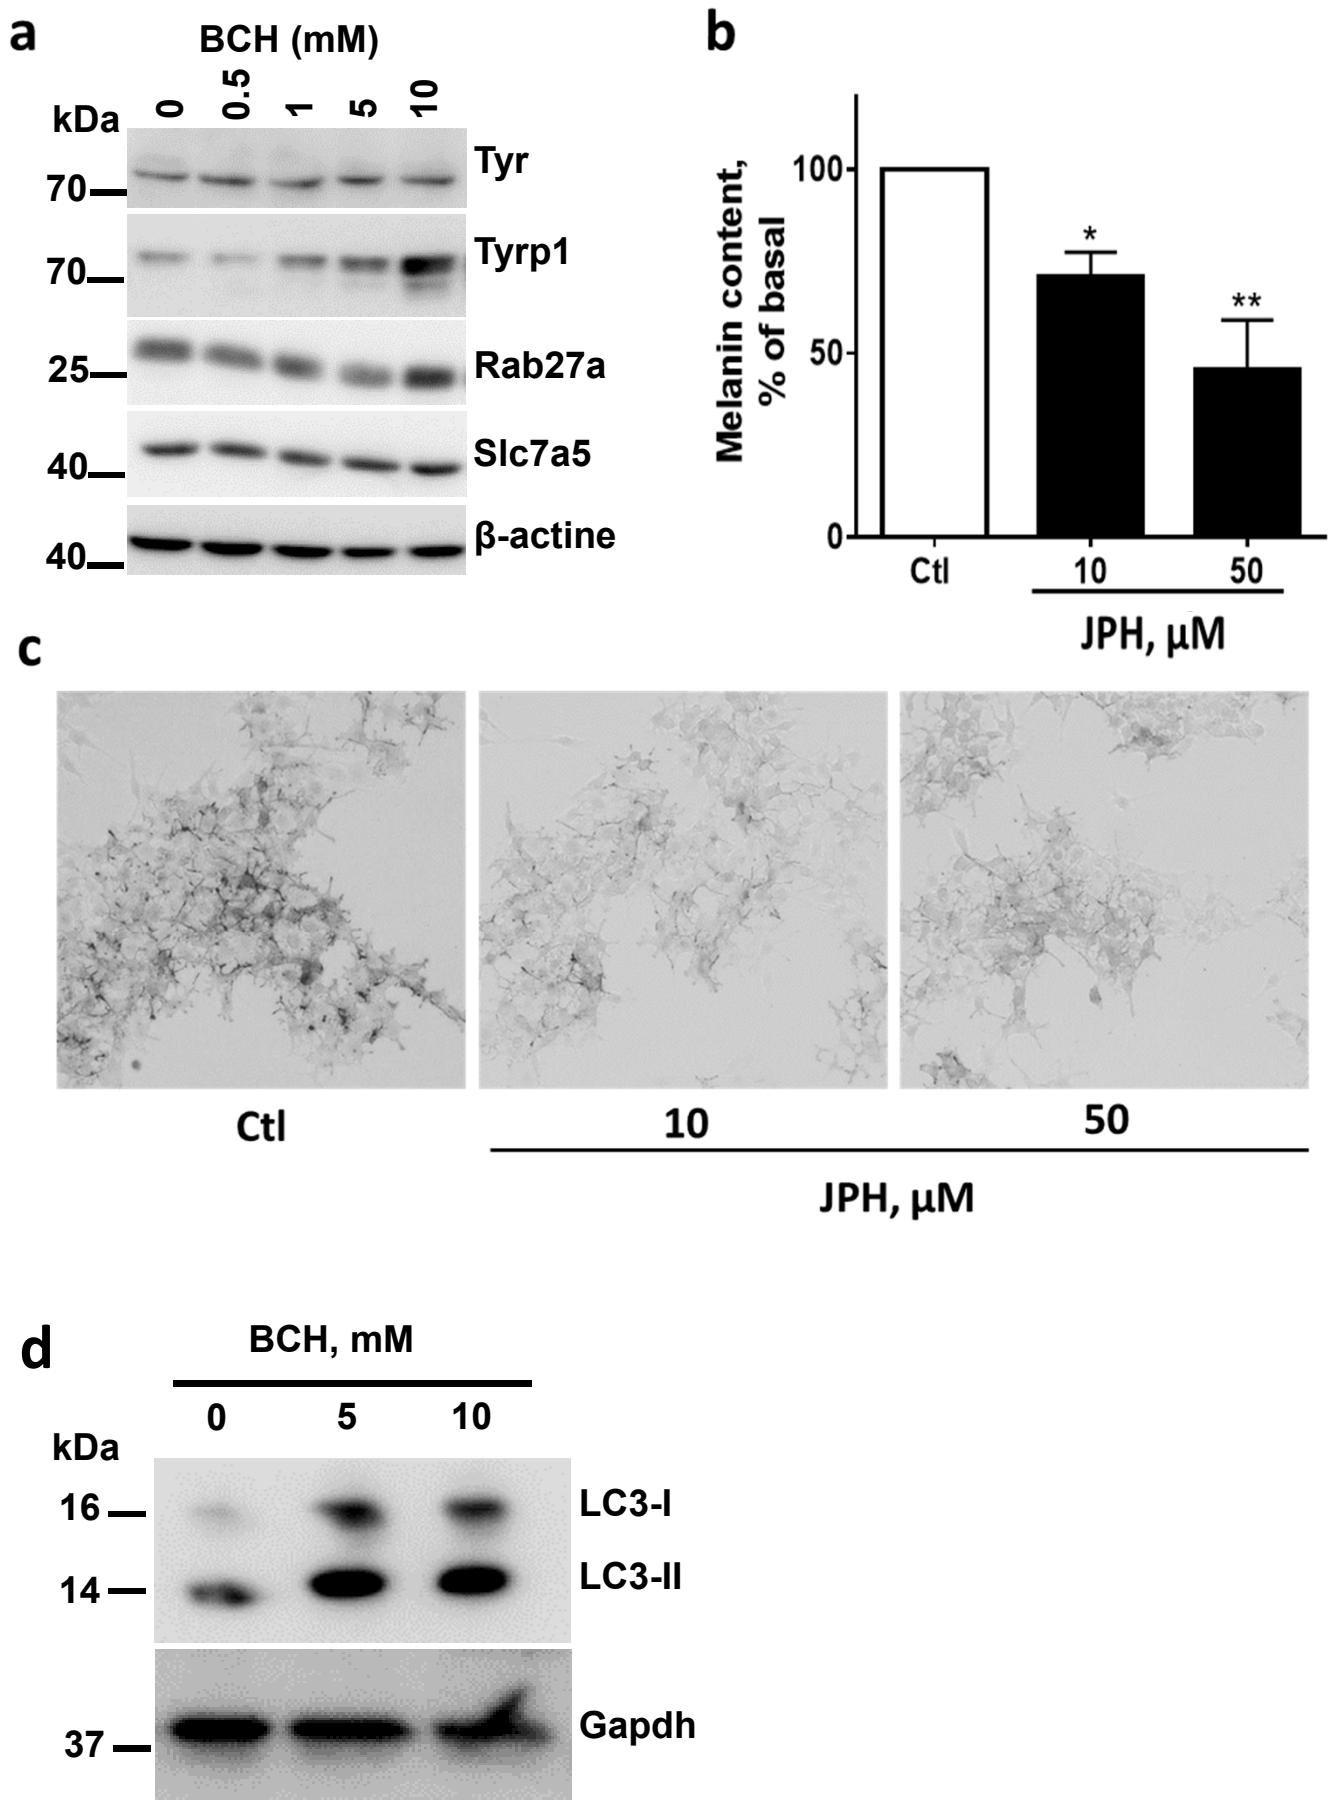 a
BCH (mM)
kDa
0 0.5 1 5 10
70
Tyr
70
Tyrp1
25
Rab27a
40
Slc7a5
40
β-actine
b
Melanin content,
% of basal
100
50
0
*
**
Ctl 10 50
JPH, µM
c
Ctl 10 50
JPH, µM
d
BCH, mM
0 5 10
kDa
16
LC3-I
14
LC3-II
37
Gapdh